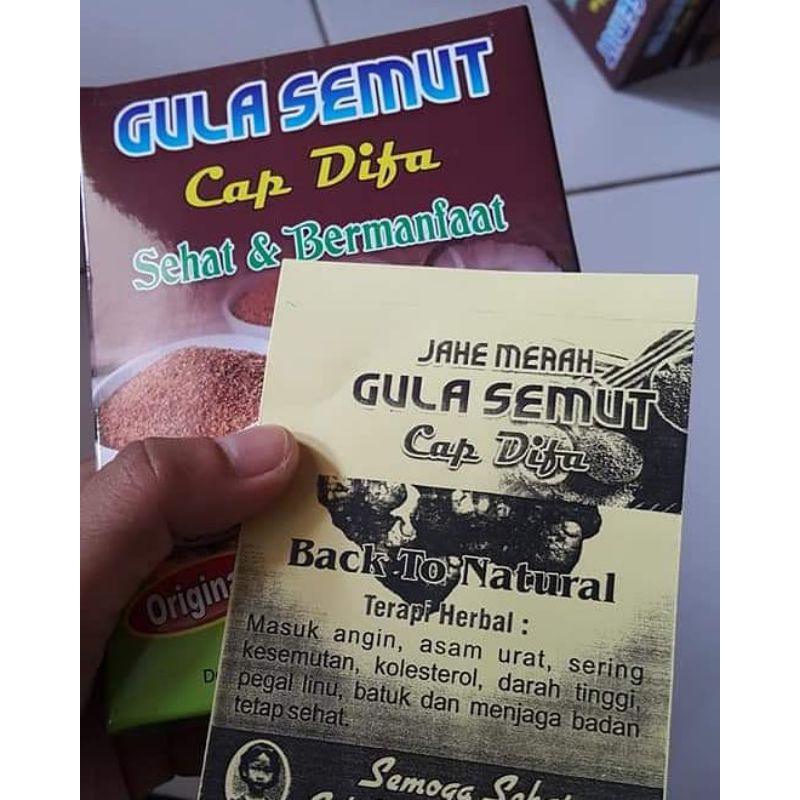 GULA SEMUT
Cap Difa
Sehat & Bermanfaat
JAHE MERAH
GULA SEMUT
Cap Difa
Back To Natural
Terapi Herbal :
Masuk angin, asam urat, sering
kesemutan, kolesterol, darah tinggi,
pegal linu, batuk dan menjaga badan
tetap sehat.
Semoga